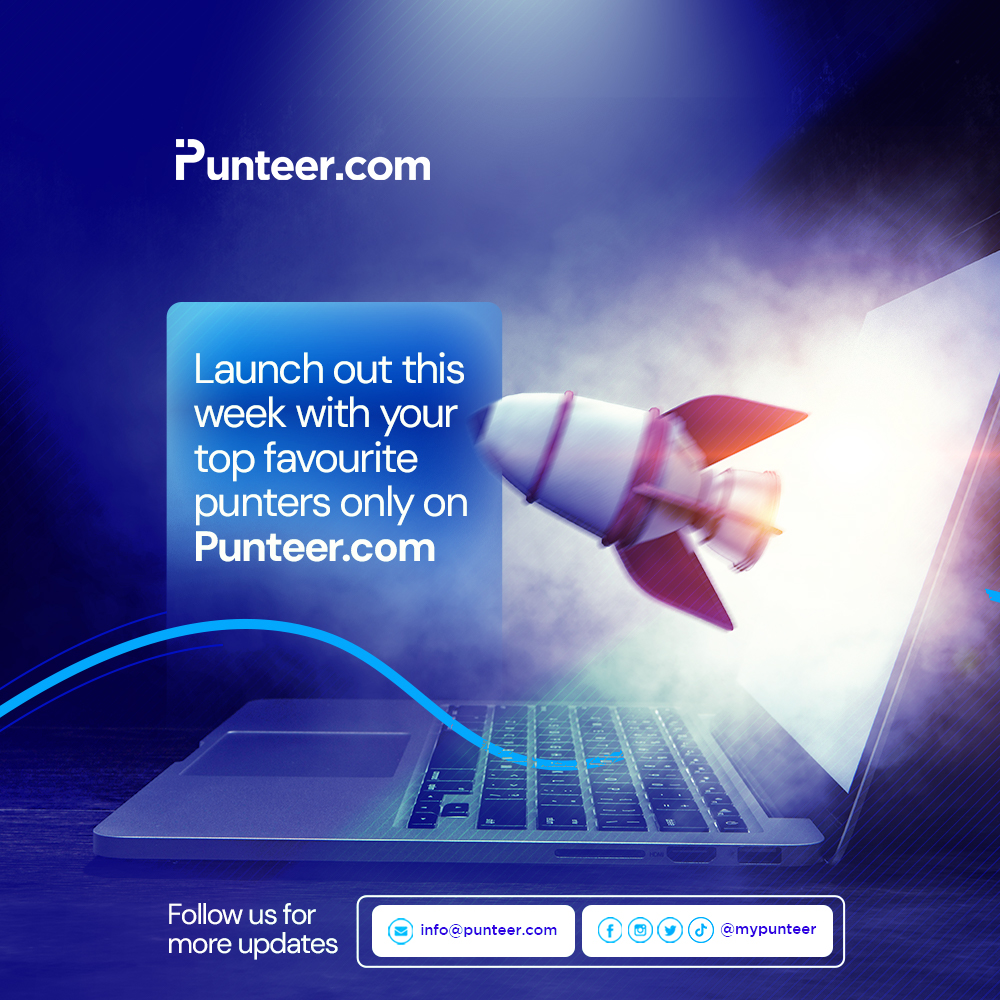 Punteer.com
Launch out this
week with your
top favourite
punters only on
Punteer.com
Follow us for
more updates
info@punteer.com
@mypunteer